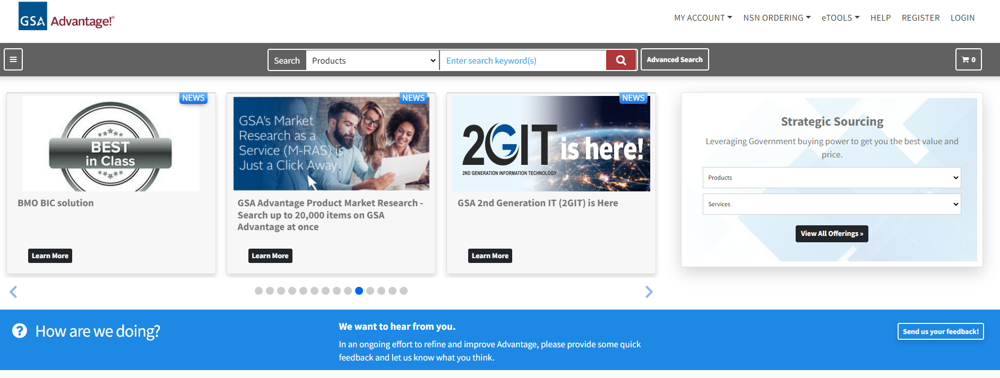 GSA Advantage!®
MY ACCOUNT NSN ORDERING eTOOLS HELP REGISTER LOGIN
Search Products Enter search keyword(s) Advanced Search 0
NEWS
BEST
in Class
BMO BIC solution
Learn More
NEWS
GSA's Market
Research as a
Service (M-RAS) is
Just a Click Away.
GSA Advantage Product Market Research -
Search up to 20,000 items on GSA
Advantage at once
Learn More
NEWS
2GIT is here!
2ND GENERATION INFORMATION TECHNOLOGY
GSA 2nd Generation IT (2GIT) is Here
Learn More
Strategic Sourcing
Leveraging Government buying power to get you the best value and
price.
Products
Services
View All Offerings »
? How are we doing?
We want to hear from you.
In an ongoing effort to refine and improve Advantage, please provide some quick
feedback and let us know what you think.
Send us your feedback!